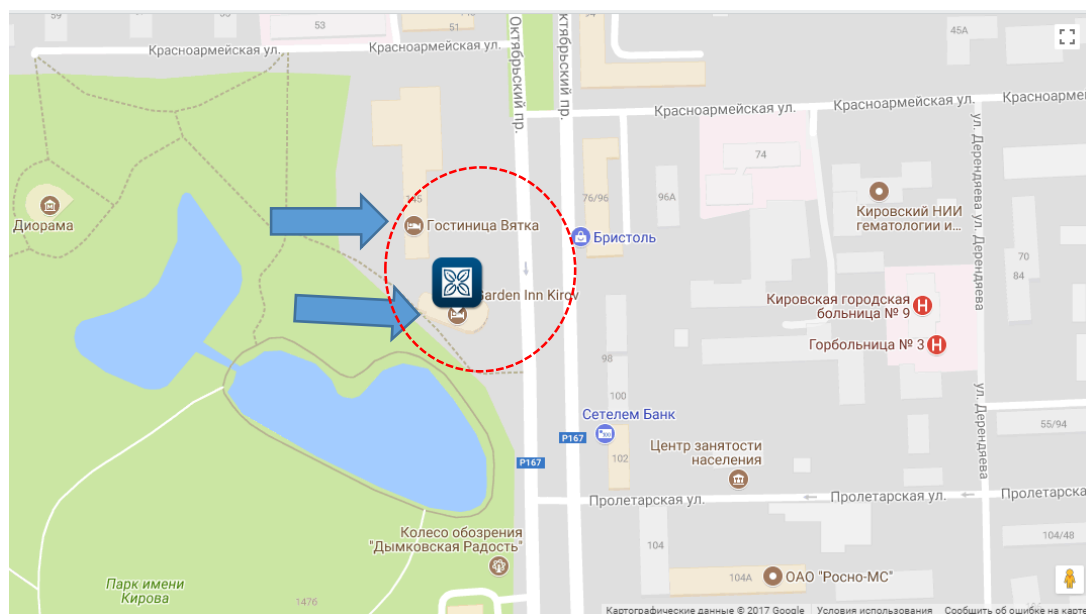 59
53
51
94
45А
Красноармейская ул.
Красноармейская ул.
Октябрьский пр.
Октябрьский пр.
Красноармейская ул.
Красноармейская ул.
74
96А
76/96
ул. Дерендяева
ул. Дерендяева
Диорама
Гостиница Вятка
Бристоль
Кировский НИИ
гематологии и...
70
84
Garden Inn Kirov
Кировская городская
больница № 9
Горбольница № 3
98
100
Сетелем Банк
102
P167
P167
Центр занятости
населения
ул. Дерендяева
55/94
Пролетарская ул.
Пролетарская ул.
Колесо обозрения
"Дымковская Радость"
104
104/48
104А
ОАО "Росно-МС"
Парк имени
Кирова
1476
Картографические данные © 2017 Google
Условия использования